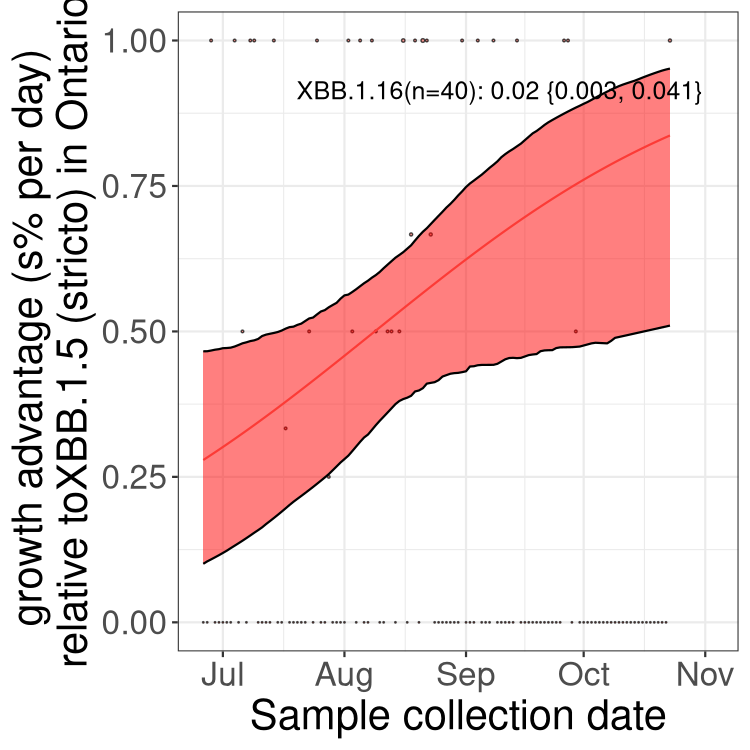 growth advantage (s% per day)
relative toXBB.1.5 (stricto) in Ontario
1.00
0.75
0.50
0.25
0.00
XBB.1.16(n=40): 0.02 {0.003, 0.041}
Jul Aug Sep Oct Nov
Sample collection date